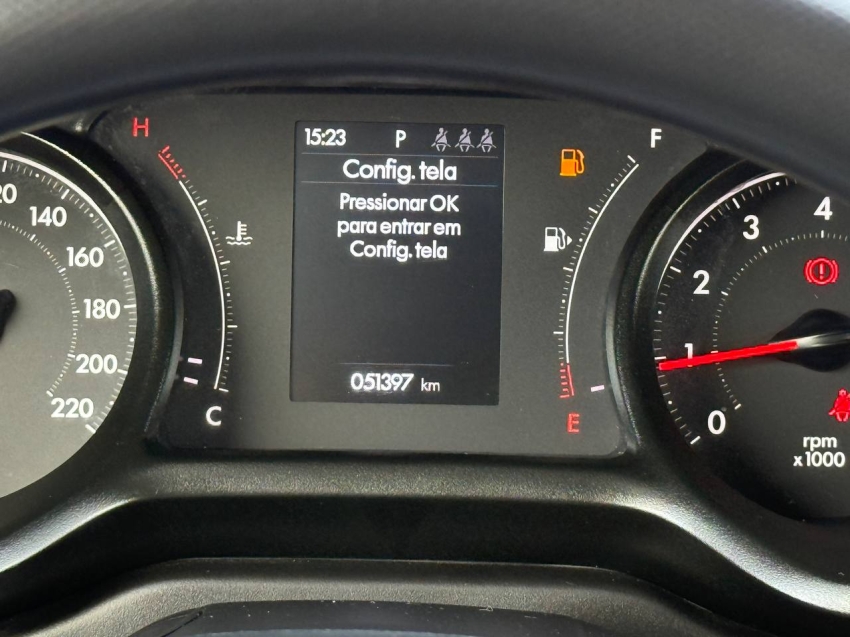 15:23 P
Config. tela
Pressionar OK
para entrar em
Config. tela
051397 km
H
C
F
E
20
140
160
180
200
220
4
3
2
1
0
rpm
x1000